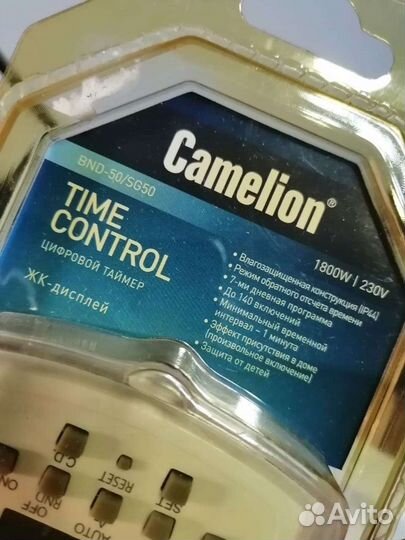 Camelion®
BND-50/SG50
TIME
CONTROL
ЦИФРОВОЙ ТАЙМЕР
ЖК-дисплей
1800W | 230V
• Влагозащищенная конструкция (IP44)
• Режим обратного отсчёта времени
• 7-ми дневная программа
• До 140 включений
• Минимальный временной
интервал – 1 минута
• Эффект присутствия в доме
(произвольное включение)
• Защита от детей
C.D
RESET
SET
ON
RND
OFF
AUTO
Avito